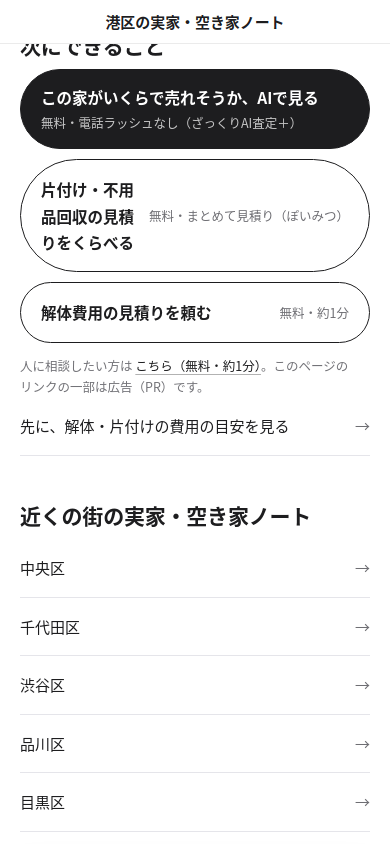 港区の実家・空き家ノート
次にできること
この家がいくらで売れそうか、AIで見る
無料・電話ラッシュなし（ざっくりAI査定＋）
片付け・不用
品回収の見積
りをくらべる
無料・まとめて見積り（ぽいみつ）
解体費用の見積りを頼む 無料・約1分
人に相談したい方は こちら（無料・約1分）。このページの
リンクの一部は広告（PR）です。
先に、解体・片付けの費用の目安を見る →
近くの街の実家・空き家ノート
中央区 →
千代田区 →
渋谷区 →
品川区 →
目黒区 →